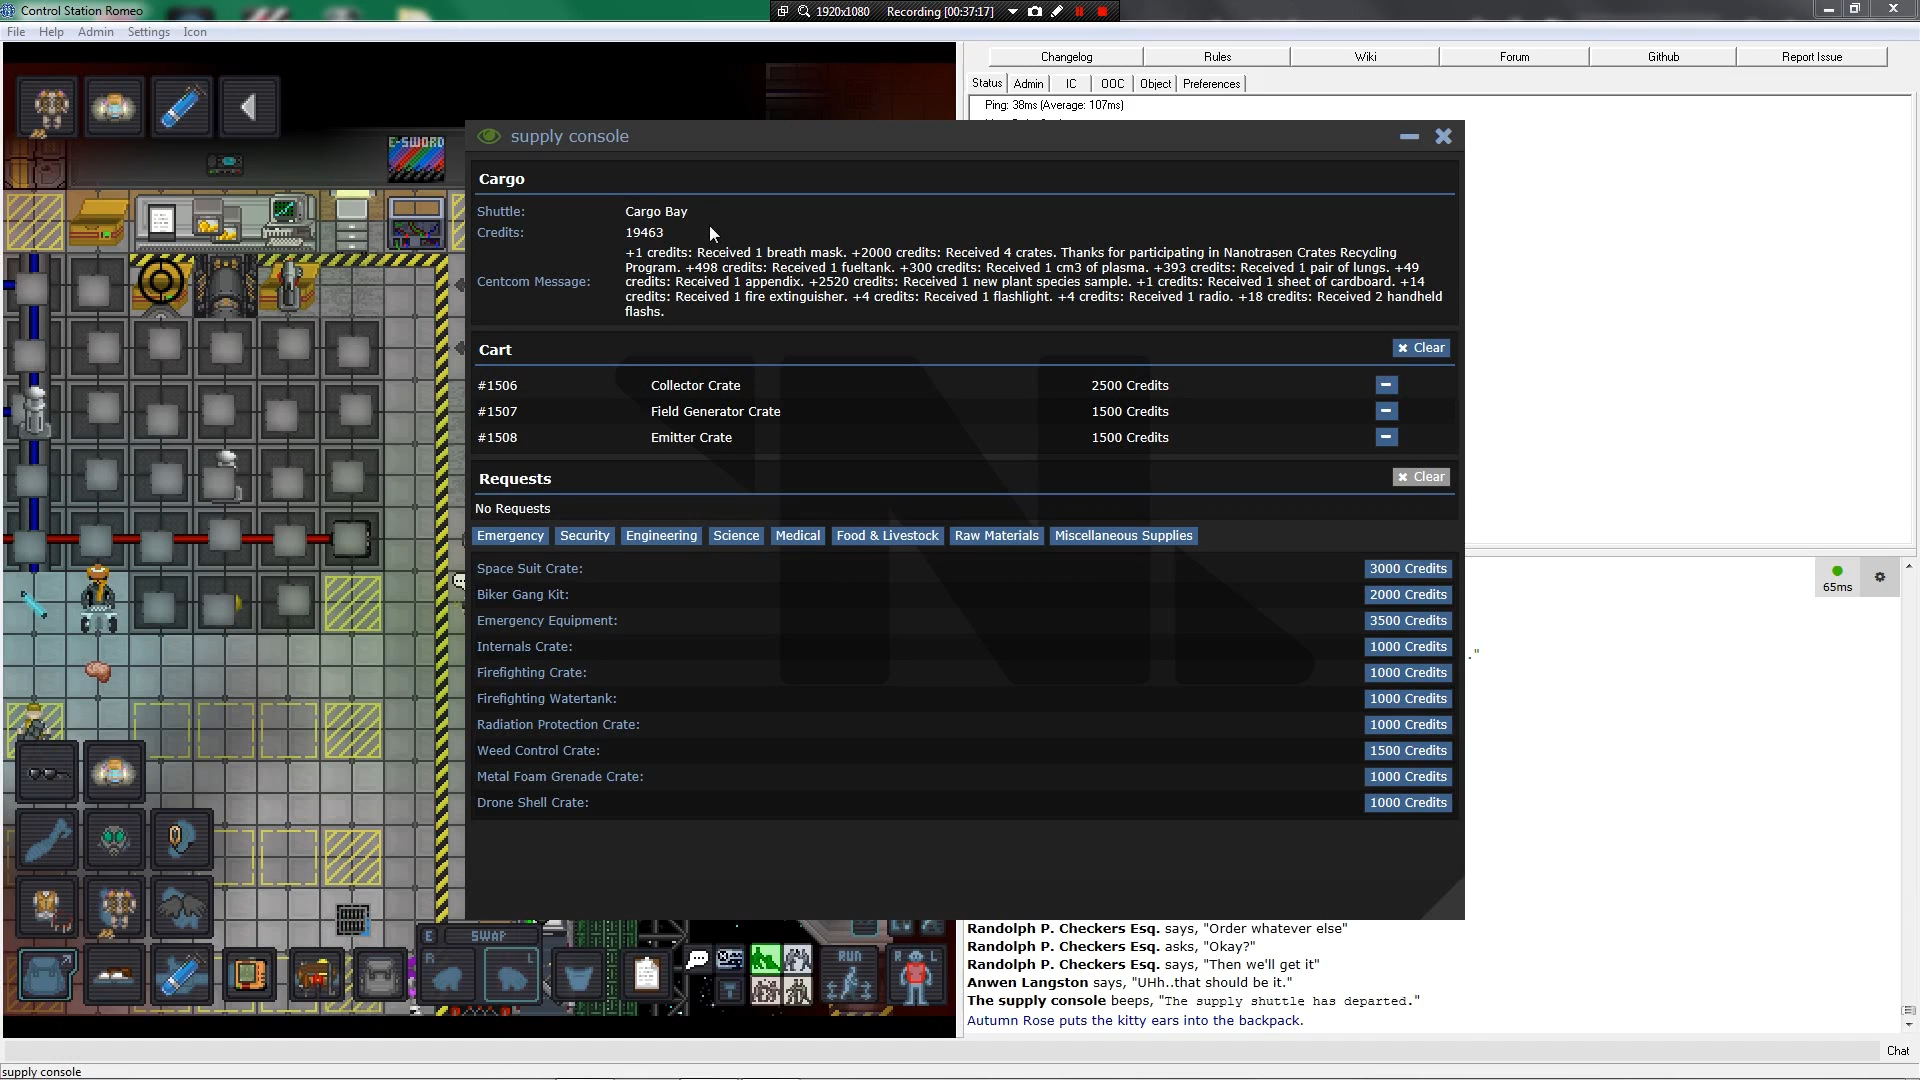 Control Station Romeo
1920x1080 Recording [00:37:17]
File Help Admin Settings Icon
Changelog Rules Wiki Forum Github Report Issue
Status Admin IC OOC Object Preferences
Ping: 38ms (Average: 107ms)
E-SWORD
supply console
Cargo
Shuttle: Cargo Bay
Credits: 19463
Centcom Message:
+1 credits: Received 1 breath mask. +2000 credits: Received 4 crates. Thanks for participating in Nanotrasen Crates Recycling
Program. +498 credits: Received 1 fueltank. +300 credits: Received 1 cm3 of plasma. +393 credits: Received 1 pair of lungs. +49
credits: Received 1 appendix. +2520 credits: Received 1 new plant species sample. +1 credits: Received 1 sheet of cardboard. +14
credits: Received 1 fire extinguisher. +4 credits: Received 1 flashlight. +4 credits: Received 1 radio. +18 credits: Received 2 handheld
flashs.
Cart Clear
#1506 Collector Crate 2500 Credits
#1507 Field Generator Crate 1500 Credits
#1508 Emitter Crate 1500 Credits
Requests Clear
No Requests
Emergency Security Engineering Science Medical Food & Livestock Raw Materials Miscellaneous Supplies
Space Suit Crate: 3000 Credits
Biker Gang Kit: 2000 Credits
Emergency Equipment: 3500 Credits
Internals Crate: 1000 Credits
Firefighting Crate: 1000 Credits
Firefighting Watertank: 1000 Credits
Radiation Protection Crate: 1000 Credits
Weed Control Crate: 1500 Credits
Metal Foam Grenade Crate: 1000 Credits
Drone Shell Crate: 1000 Credits
65ms
."
E SWAP
R L
RUN
R L
Randolph P. Checkers Esq. says, "Order whatever else"
Randolph P. Checkers Esq. asks, "Okay?"
Randolph P. Checkers Esq. says, "Then we'll get it"
Anwen Langston says, "UHh..that should be it."
The supply console beeps, "The supply shuttle has departed."
Autumn Rose puts the kitty ears into the backpack.
Chat
supply console